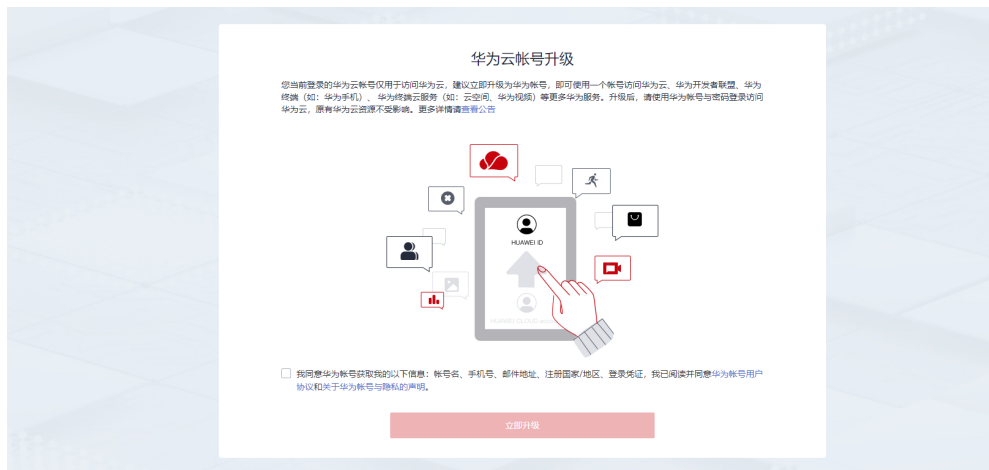 华为云帐号升级
您当前登录的华为云帐号仅用于访问华为云，建议立即升级为华为帐号，即可使用一个帐号访问华为云、华为开发者联盟、华为
终端（如：华为手机）、 华为终端云服务（如：云空间、华为视频）等更多华为服务。升级后，请使用华为帐号与密码登录访问
华为云，原有华为云资源不受影响。更多详情请查看公告
HUAWEI ID
HUAWEI CLOUD
我同意华为帐号获取我的以下信息：帐号名、手机号、邮件地址、注册国家/地区、登录凭证，我已阅读并同意华为帐号用户
协议和关于华为帐号与隐私的声明。
立即升级